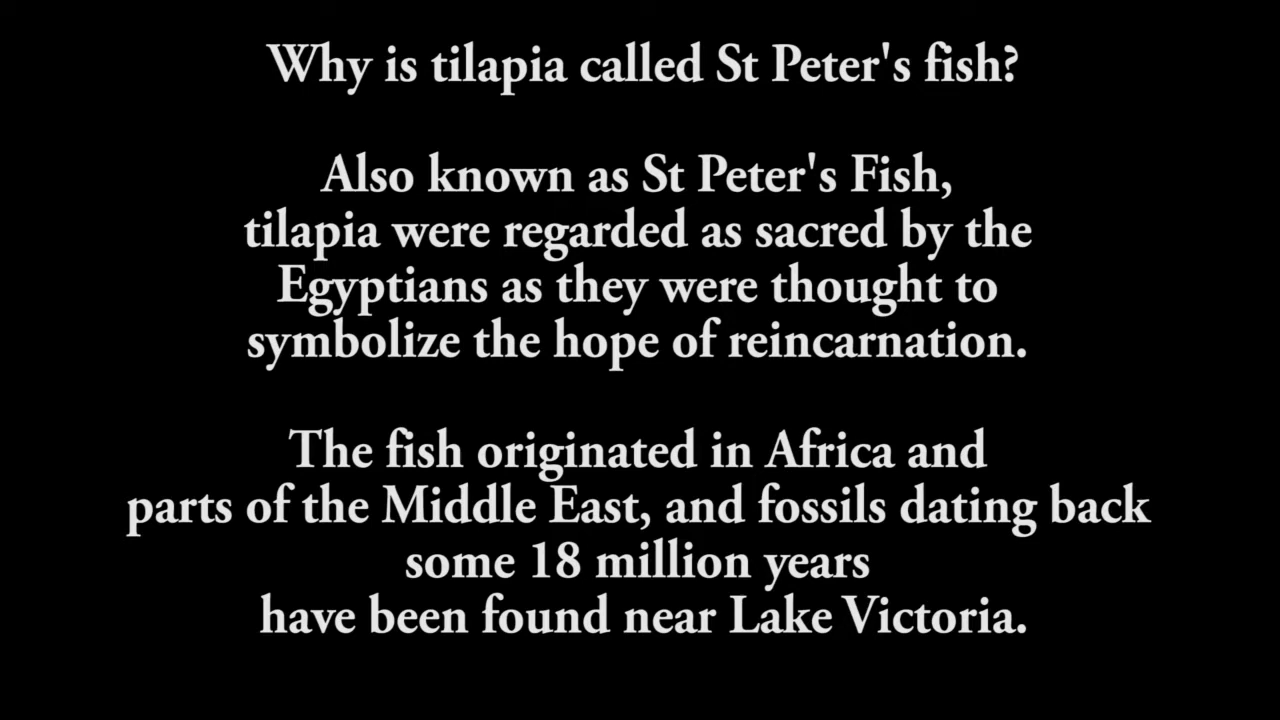 Why is tilapia called St Peter's fish?
Also known as St Peter's Fish,
tilapia were regarded as sacred by the
Egyptians as they were thought to
symbolize the hope of reincarnation.
The fish originated in Africa and
parts of the Middle East, and fossils dating back
some 18 million years
have been found near Lake Victoria.